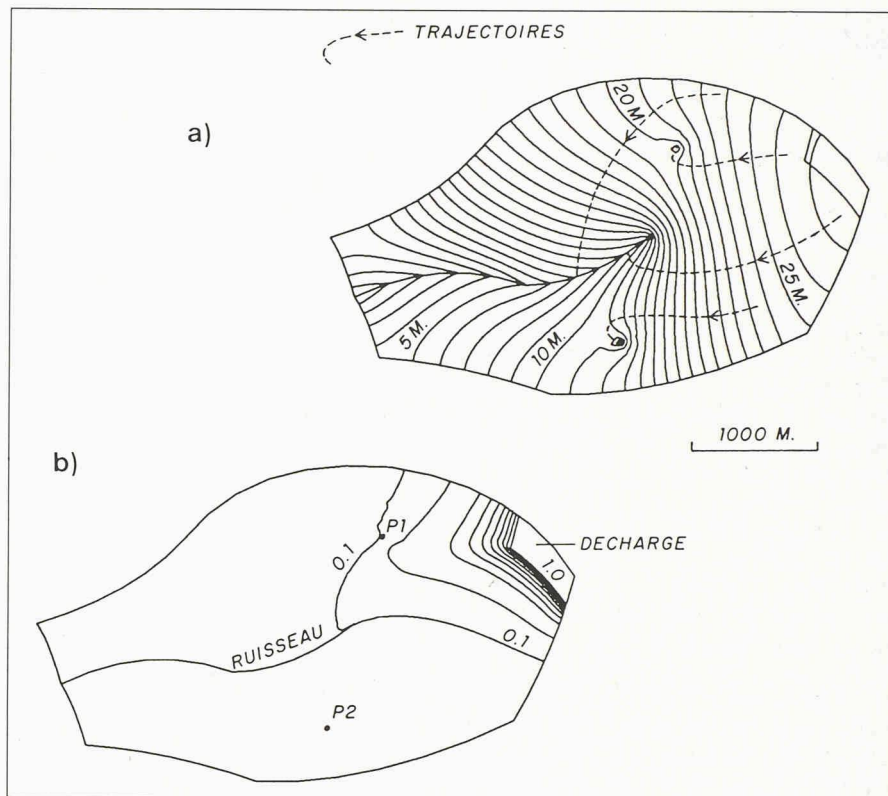 TRAJECTOIRES
a)
20 M.
25 M.
5 M.
10 M.
1000 M.
b)
P1
DECHARGE
0.1
1.0
RUISSEAU
0.1
P2